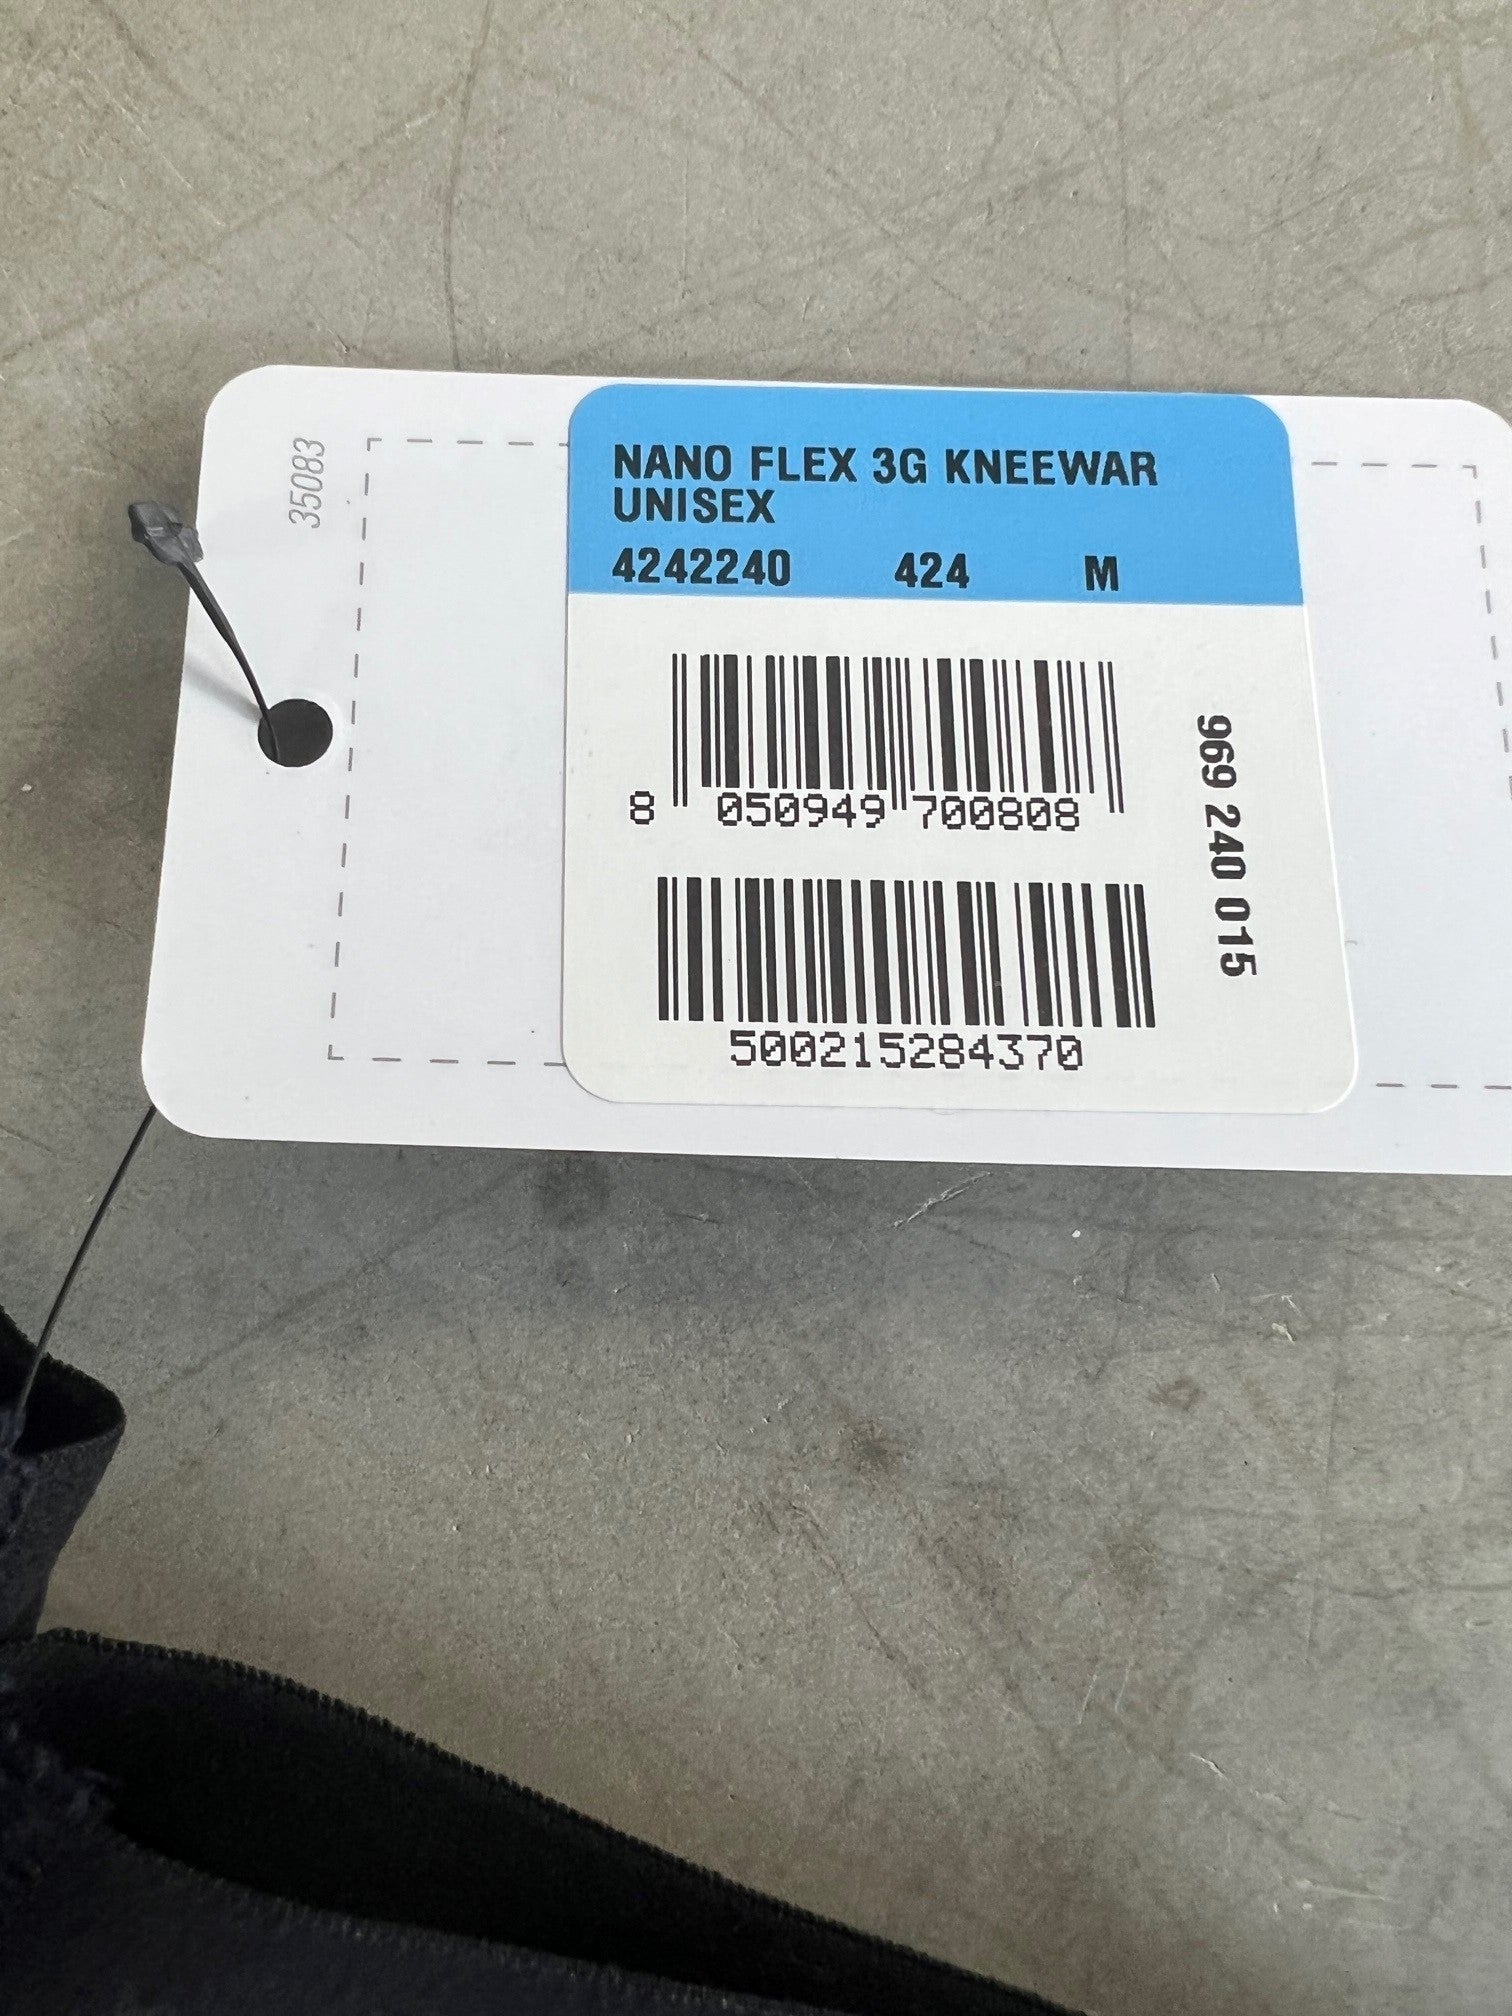 35083
NANO FLEX 3G KNEEWAR
UNISEX
4242240 424 M
8 050949 700808
969 240 015
500215284370